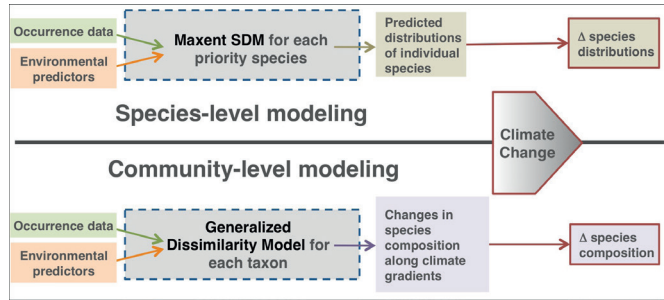 Occurrence data
Environmental
predictors
Maxent SDM for each
priority species
Predicted
distributions
of individual
species
Δ species
distributions
Species-level modeling
Climate
Change
Community-level modeling
Occurrence data
Environmental
predictors
Generalized
Dissimilarity Model for
each taxon
Changes in
species
composition
along climate
gradients
Δ species
composition